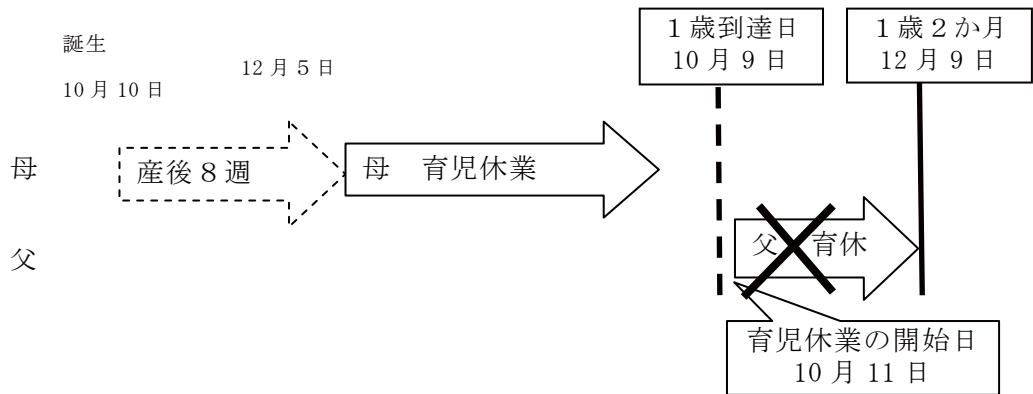 誕生
10月10日
12月5日
1歳到達日
10月9日
1歳2か月
12月9日
母
産後8週
母 育児休業
父
父 育休
育児休業の開始日
10月11日